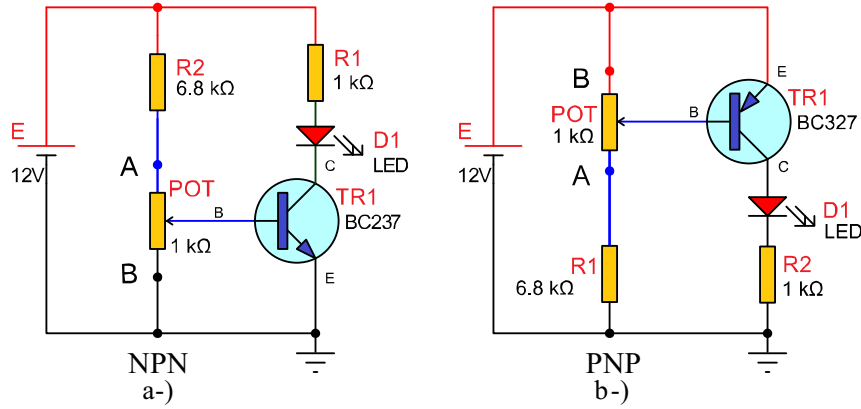 R2
6.8 kΩ
R1
1 kΩ
E
12V
A
D1
LED
POT
B
C
TR1
BC237
1 kΩ
B
E
NPN
a-)
B
E
TR1
BC327
POT
1 kΩ
B
E
12V
A
C
D1
LED
R1
6.8 kΩ
R2
1 kΩ
PNP
b-)